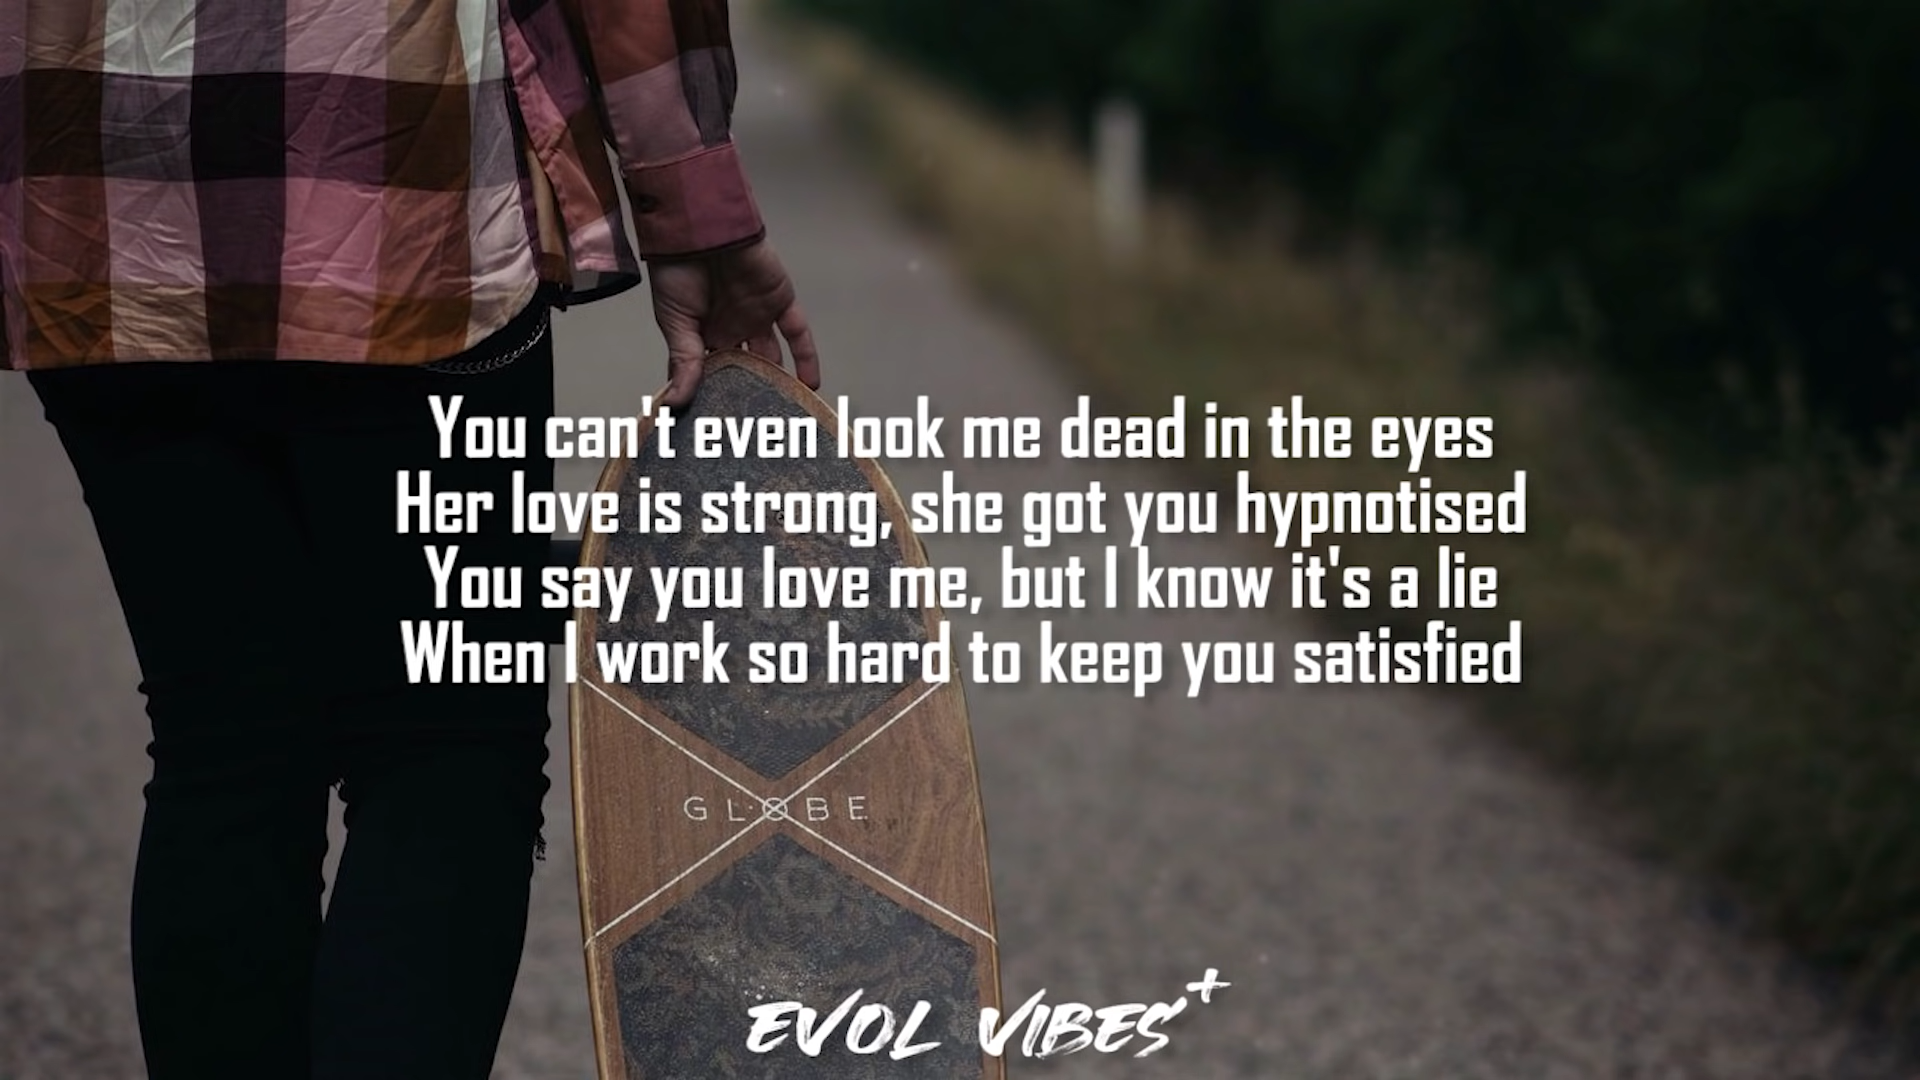 You can't even look me dead in the eyes
Her love is strong, she got you hypnotised
You say you love me, but I know it's a lie
When I work so hard to keep you satisfied
GLOBE
EVOL VIBES+